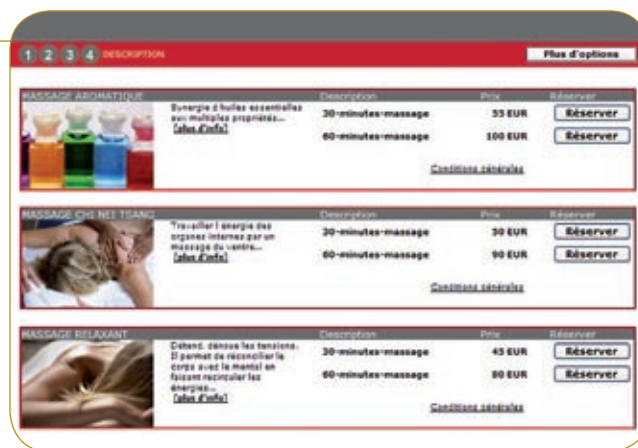 1 2 3 4 DESCRIPTION Plus d'options
MASSAGE AROMATIQUE Description Prix Réserver
Synergie d'huiles essentielles
aux multiples propriétés...
[plus d'info]
30-minutes-massage 55 EUR Réserver
60-minutes-massage 100 EUR Réserver
Conditions générales
MASSAGE CHI NEI TSANG Description Prix Réserver
Travailler l'énergie des
organes internes par un
massage du ventre...
[plus d'info]
30-minutes-massage 50 EUR Réserver
60-minutes-massage 90 EUR Réserver
Conditions générales
MASSAGE RELAXANT Description Prix Réserver
Détend, dénoue les tensions.
Il permet de réconcilier le
corps avec le mental en
faisant recirculer les
énergies...
[plus d'info]
30-minutes-massage 45 EUR Réserver
60-minutes-massage 80 EUR Réserver
Conditions générales